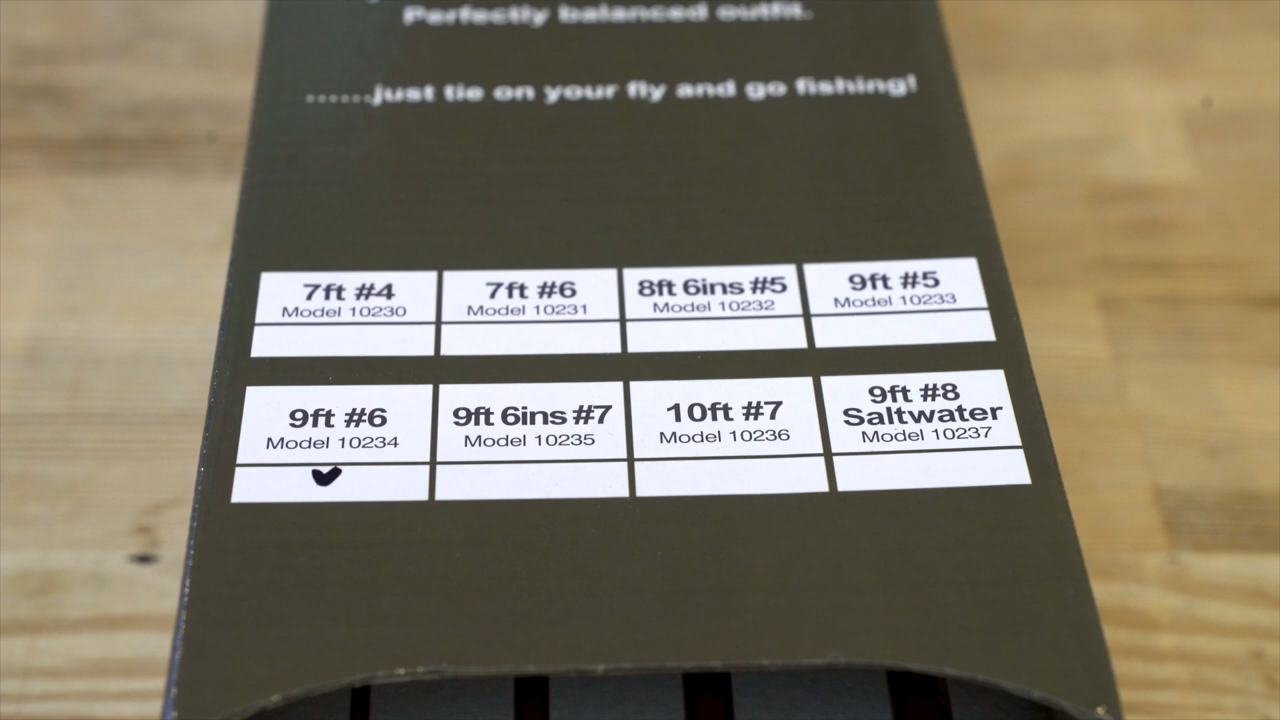 Perfectly balanced outfit.
......just tie on your fly and go fishing!
7ft #4
Model 10230
7ft #6
Model 10231
8ft 6ins #5
Model 10232
9ft #5
Model 10233
9ft #6
Model 10234
9ft 6ins #7
Model 10235
10ft #7
Model 10236
9ft #8
Saltwater
Model 10237